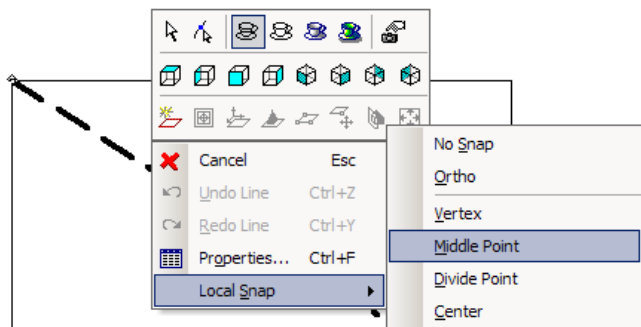 Cancel Esc
Undo Line Ctrl+Z
Redo Line Ctrl+Y
Properties... Ctrl+F
Local Snap
No Snap
Ortho
Vertex
Middle Point
Divide Point
Center